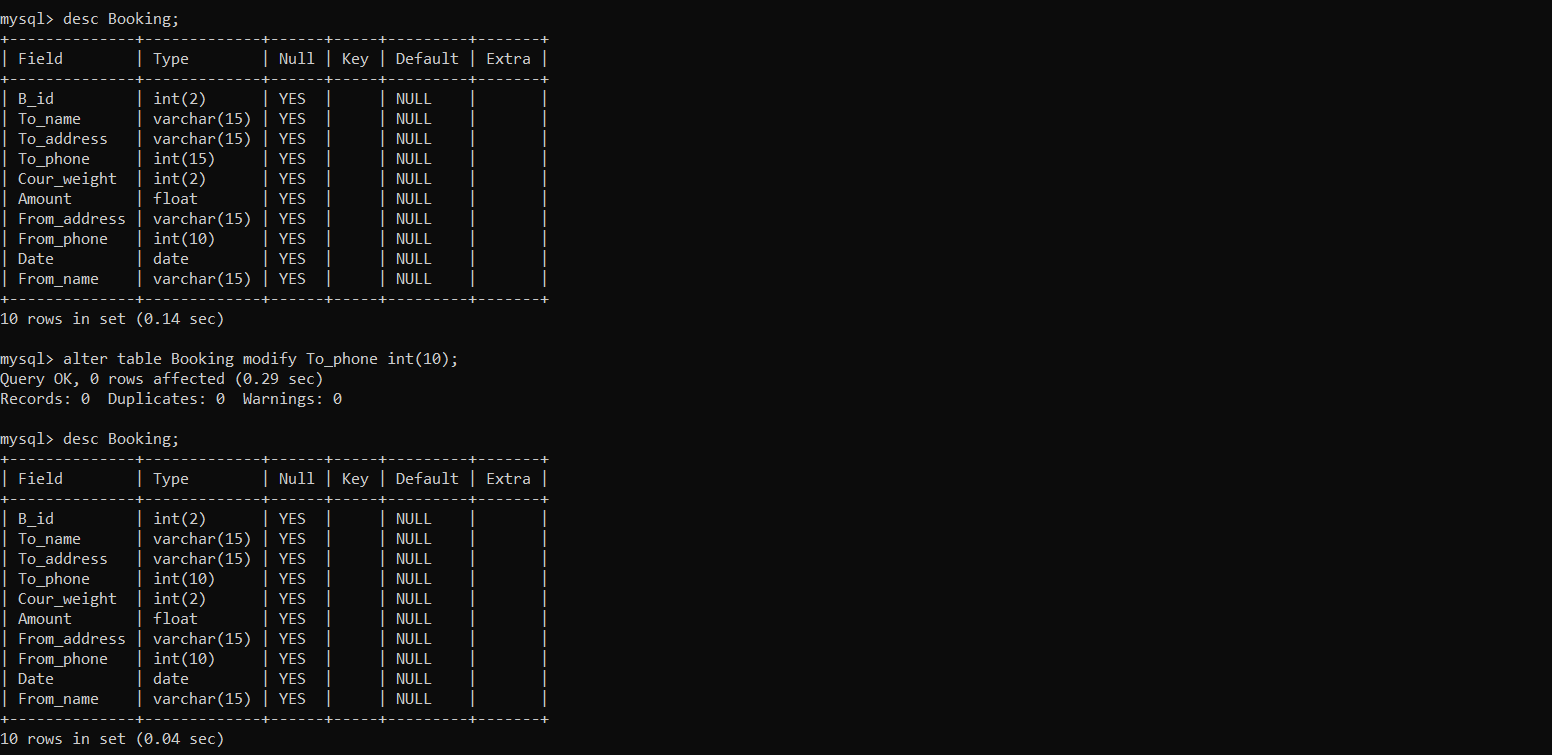 mysql> desc Booking;
+--------------+-------------+------+-----+---------+-------+
| Field        | Type        | Null | Key | Default | Extra |
+--------------+-------------+------+-----+---------+-------+
| B_id         | int(2)      | YES  |     | NULL    |       |
| To_name      | varchar(15) | YES  |     | NULL    |       |
| To_address   | varchar(15) | YES  |     | NULL    |       |
| To_phone     | int(15)     | YES  |     | NULL    |       |
| Cour_weight  | int(2)      | YES  |     | NULL    |       |
| Amount       | float       | YES  |     | NULL    |       |
| From_address | varchar(15) | YES  |     | NULL    |       |
| From_phone   | int(10)     | YES  |     | NULL    |       |
| Date         | date        | YES  |     | NULL    |       |
| From_name    | varchar(15) | YES  |     | NULL    |       |
+--------------+-------------+------+-----+---------+-------+
10 rows in set (0.14 sec)

mysql> alter table Booking modify To_phone int(10);
Query OK, 0 rows affected (0.29 sec)
Records: 0  Duplicates: 0  Warnings: 0

mysql> desc Booking;
+--------------+-------------+------+-----+---------+-------+
| Field        | Type        | Null | Key | Default | Extra |
+--------------+-------------+------+-----+---------+-------+
| B_id         | int(2)      | YES  |     | NULL    |       |
| To_name      | varchar(15) | YES  |     | NULL    |       |
| To_address   | varchar(15) | YES  |     | NULL    |       |
| To_phone     | int(10)     | YES  |     | NULL    |       |
| Cour_weight  | int(2)      | YES  |     | NULL    |       |
| Amount       | float       | YES  |     | NULL    |       |
| From_address | varchar(15) | YES  |     | NULL    |       |
| From_phone   | int(10)     | YES  |     | NULL    |       |
| Date         | date        | YES  |     | NULL    |       |
| From_name    | varchar(15) | YES  |     | NULL    |       |
+--------------+-------------+------+-----+---------+-------+
10 rows in set (0.04 sec)